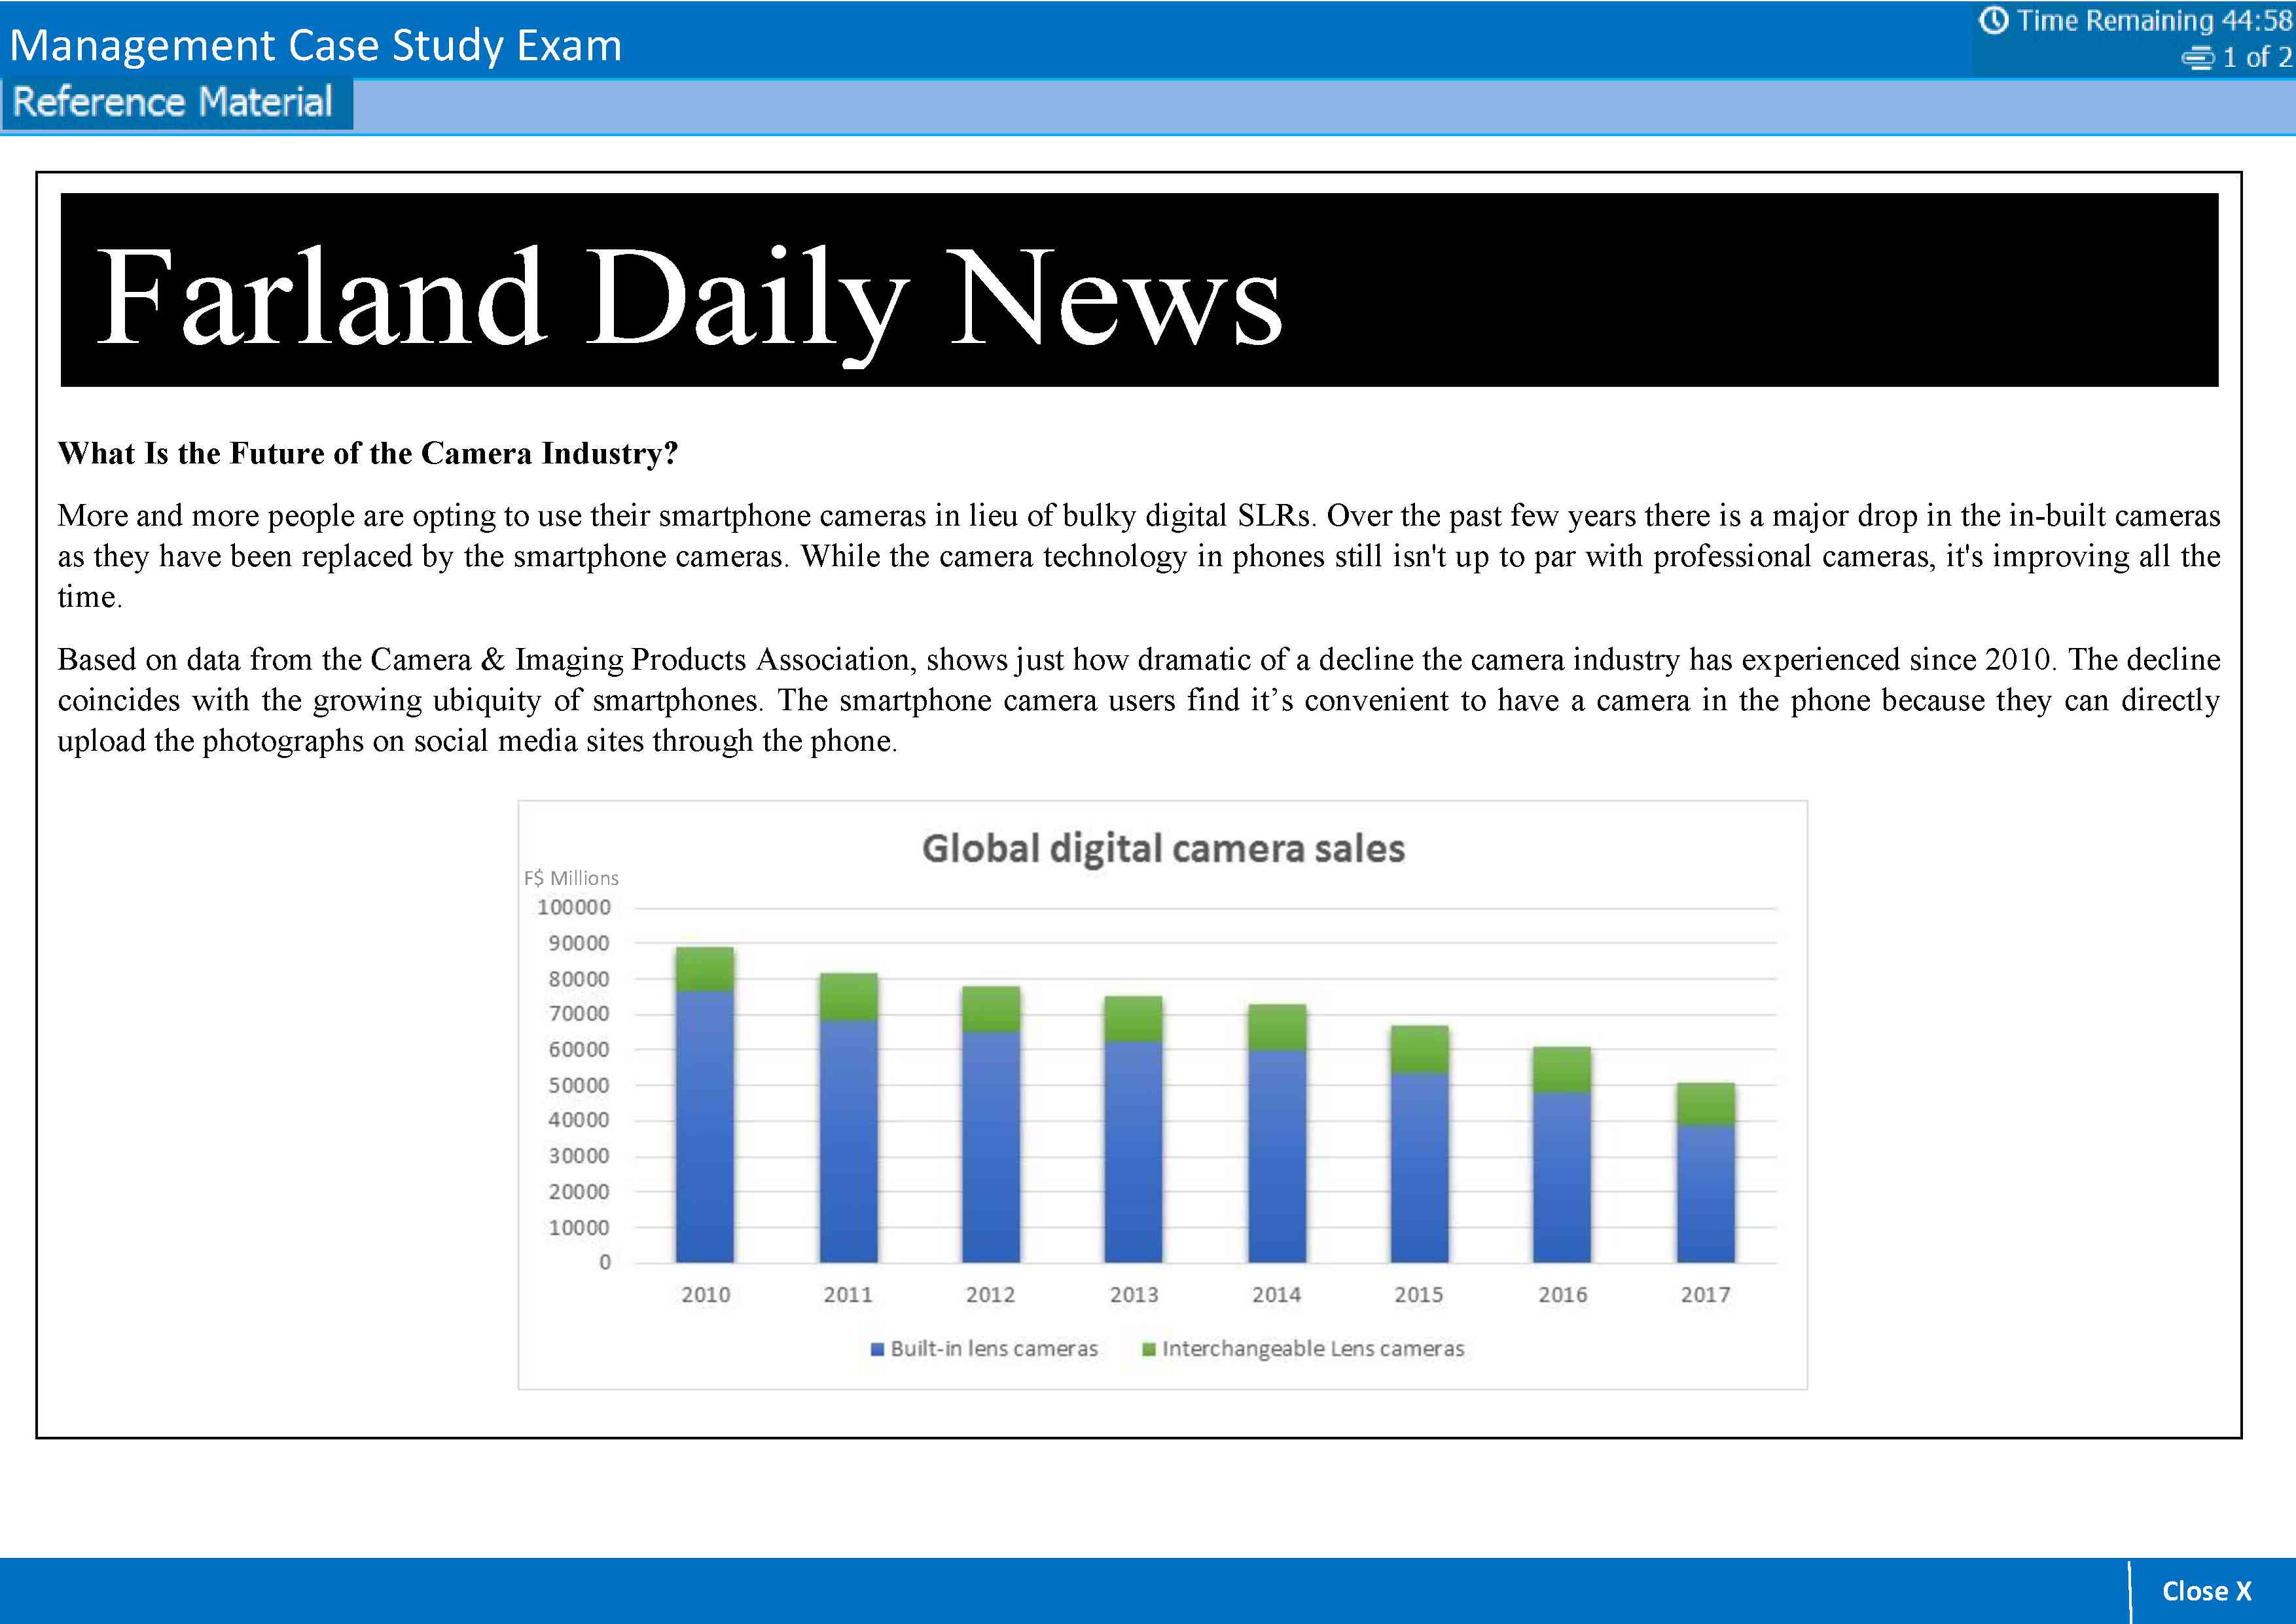 Management Case Study Exam
Time Remaining 44:58
1 of 2
Reference Material
Farland Daily News
What Is the Future of the Camera Industry?
More and more people are opting to use their smartphone cameras in lieu of bulky digital SLRs. Over the past few years there is a major drop in the in-built cameras
as they have been replaced by the smartphone cameras. While the camera technology in phones still isn't up to par with professional cameras, it's improving all the
time.
Based on data from the Camera & Imaging Products Association, shows just how dramatic of a decline the camera industry has experienced since 2010. The decline
coincides with the growing ubiquity of smartphones. The smartphone camera users find it’s convenient to have a camera in the phone because they can directly
upload the photographs on social media sites through the phone.
Global digital camera sales
F$ Millions
100000
90000
80000
70000
60000
50000
40000
30000
20000
10000
0
2010 2011 2012 2013 2014 2015 2016 2017
Built-in lens cameras Interchangeable Lens cameras
Close X